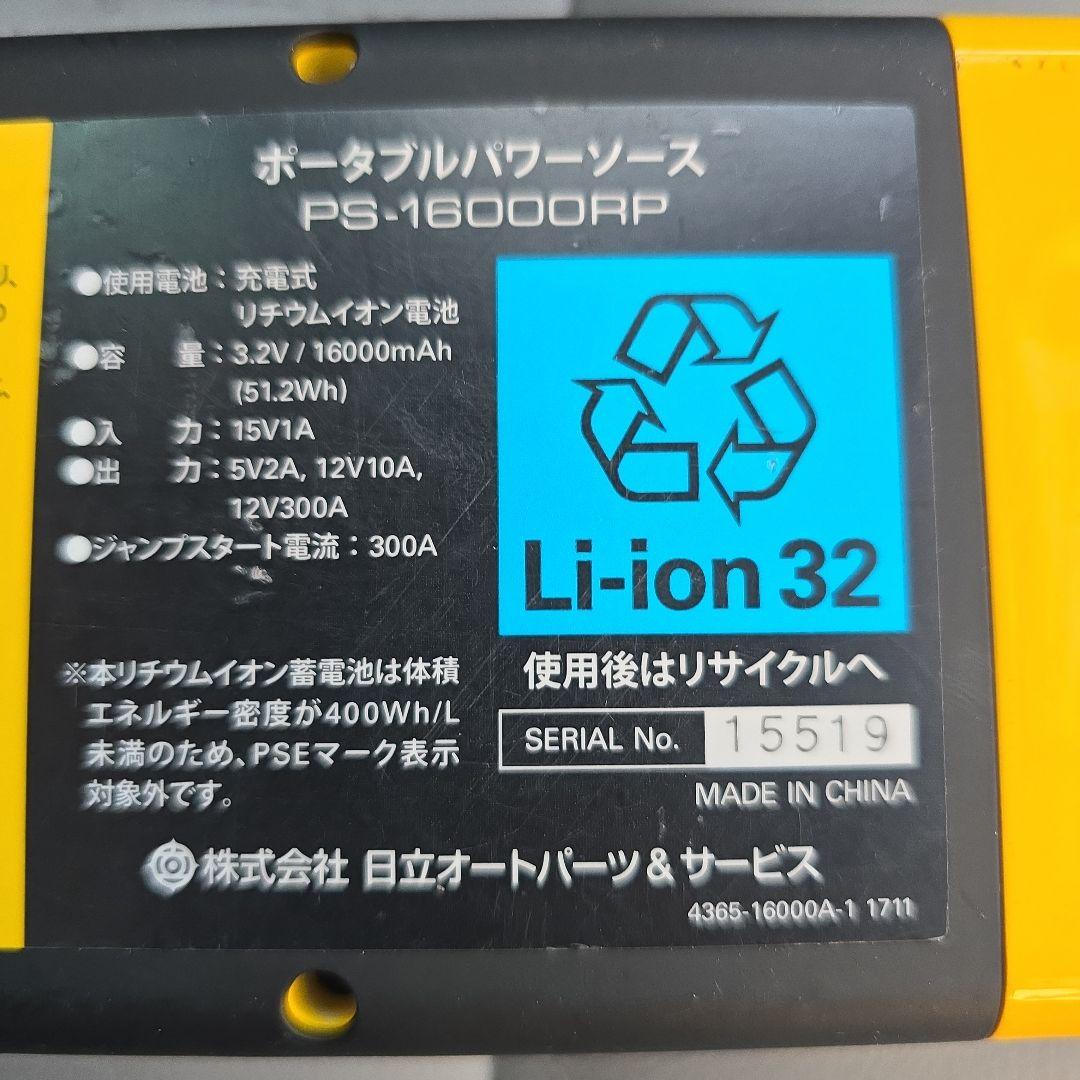 ポータブルパワーソース
PS-16000RP
●使用電池：充電式
リチウムイオン電池
●容　　量：3.2V / 16000mAh
(51.2Wh)
●入　　力：15V1A
●出　　力：5V2A, 12V10A,
12V300A
●ジャンプスタート電流：300A
※本リチウムイオン蓄電池は体積
エネルギー密度が400Wh/L
未満のため、PSEマーク表示
対象外です。
Li-ion 32
使用後はリサイクルへ
SERIAL No. 15519
MADE IN CHINA
株式会社 日立オートパーツ＆サービス
4365-16000A-1 1711